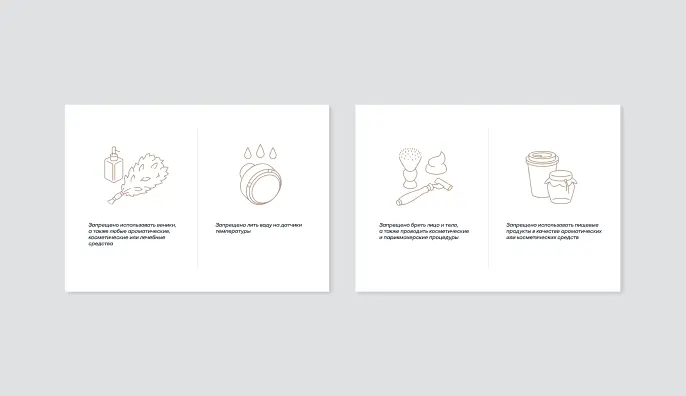 Запрещено использовать веники,
а также любые ароматические,
косметические или лечебные
средства
Запрещено лить воду на датчики
температуры
Запрещено брить лицо и тело,
а также проводить косметические
и парикмахерские процедуры
Запрещено использовать пищевые
продукты в качестве ароматических
или косметических средств